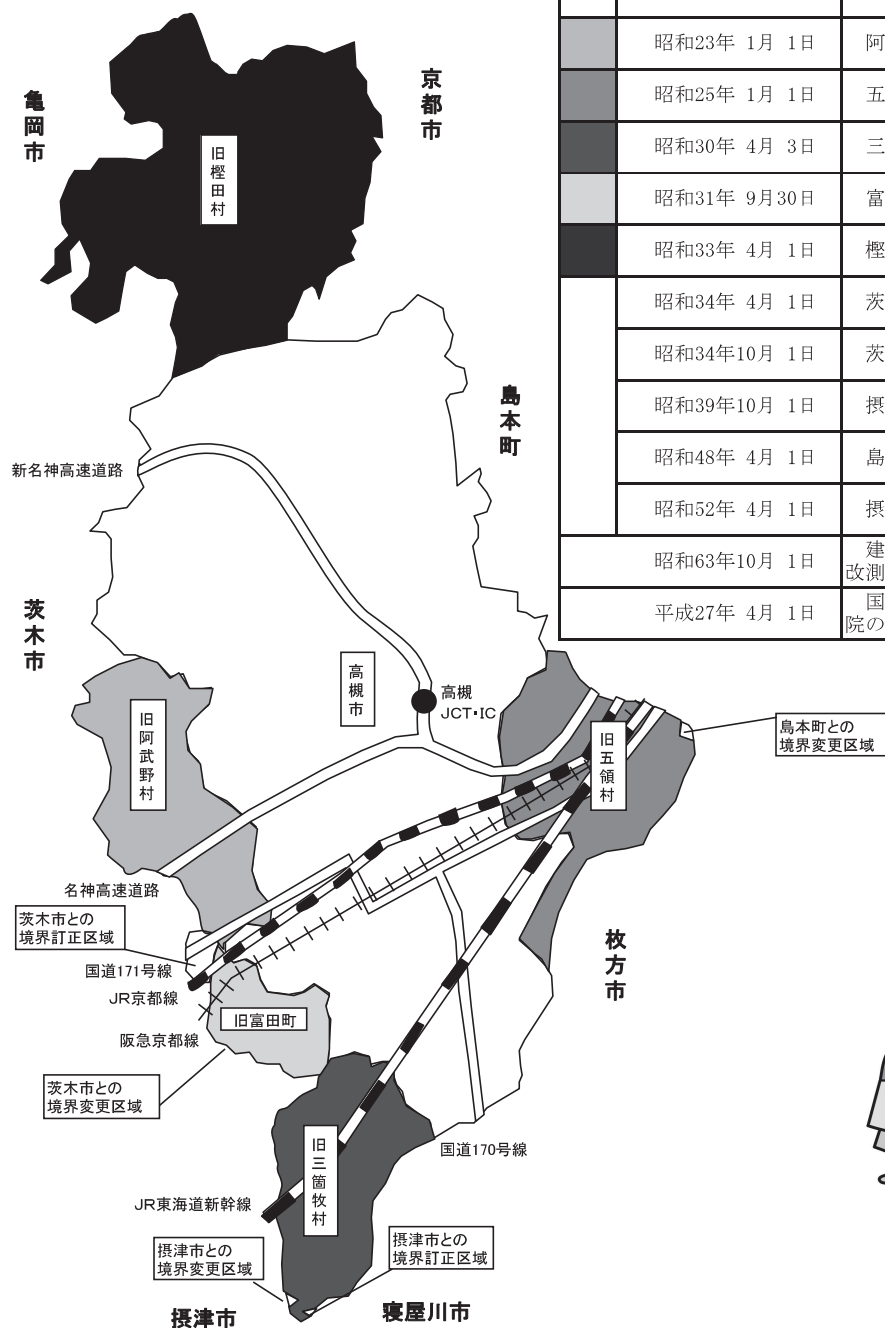 亀岡市
京都市
旧樫田村
島本町
新名神高速道路
茨木市
高槻市
高槻
JCT・IC
旧阿武野村
旧五領村
島本町との
境界変更区域
名神高速道路
茨木市との
境界訂正区域
国道171号線
JR京都線
阪急京都線
旧富田町
枚方市
茨木市との
境界変更区域
国道170号線
旧三箇牧村
JR東海道新幹線
摂津市との
境界変更区域
摂津市との
境界訂正区域
摂津市
寝屋川市
昭和23年 1月 1日 阿
昭和25年 1月 1日 五
昭和30年 4月 3日 三
昭和31年 9月30日 富
昭和33年 4月 1日 樫
昭和34年 4月 1日 茨
昭和34年10月 1日 茨
昭和39年10月 1日 摂
昭和48年 4月 1日 島
昭和52年 4月 1日 摂
昭和63年10月 1日 建
改測
平成27年 4月 1日 国
院の